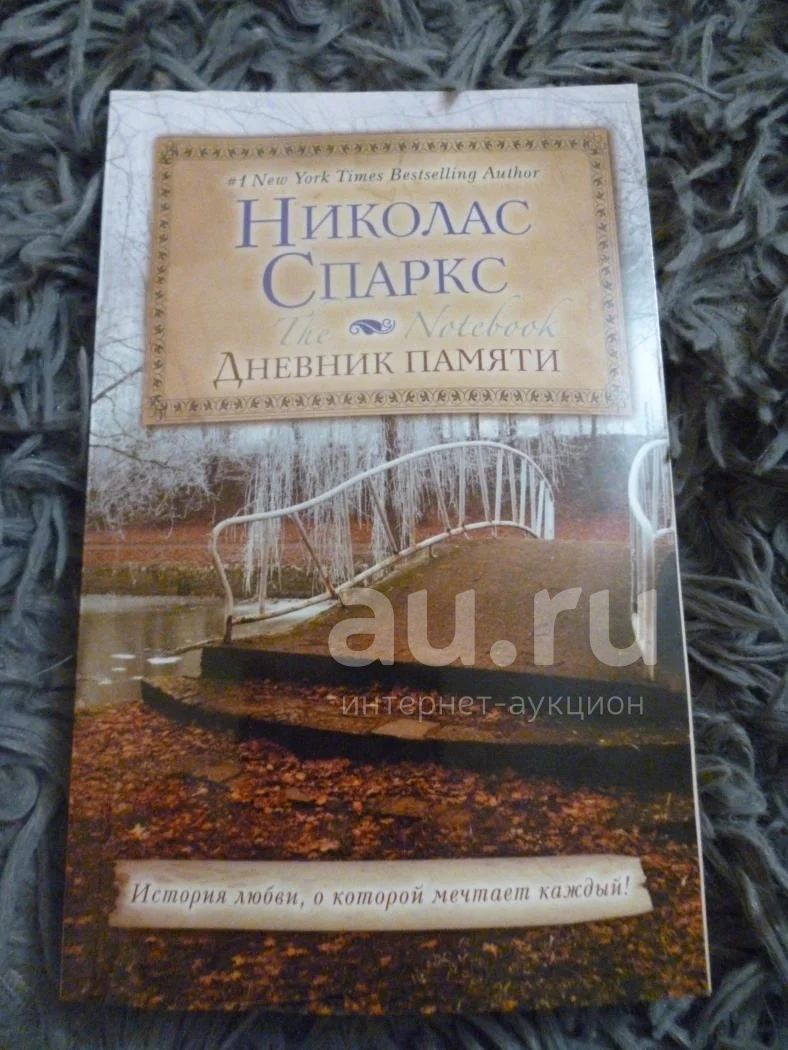 #1 New York Times Bestselling Author
Николас
Спаркс
The Notebook
Дневник памяти
au.ru
интернет-аукцион
История любви, о которой мечтает каждый!